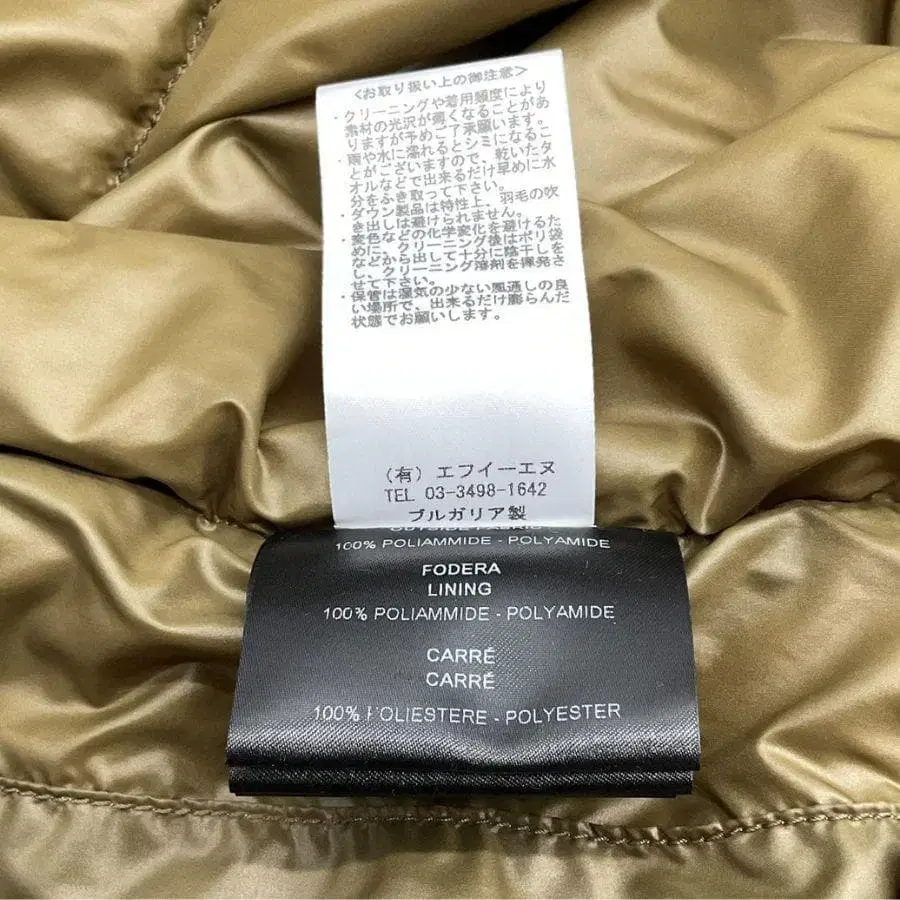 <お取り扱い上の御注意>
・クリーニングや着用頻度により
素材の光沢が薄くなることがあ
りますが予めご了承願います。
・雨や水に濡れるとシミになるこ
とがございますので、乾いたタ
オルなどで出来るだけ早めに水
分をふき取って下さい。
・ダウン製品は特性上、羽毛の吹
き出しは避けられません。
・変色などの化学変化を避けるた
めに、クリーニング後はポリ袋
などから出して十分に陰干しを
し、クリーニング溶剤を揮発さ
せて下さい。
・保管は湿気の少ない風通しの良
い場所で、出来るだけ膨らんだ
状態でお願いします。
(有) エフイーエヌ
TEL 03-3498-1642
ブルガリア製
OUTSIDE FABRIC
100% POLIAMMIDE - POLYAMIDE
FODERA
LINING
100% POLIAMMIDE - POLYAMIDE
CARRÉ
CARRÉ
100% POLIESTERE - POLYESTER